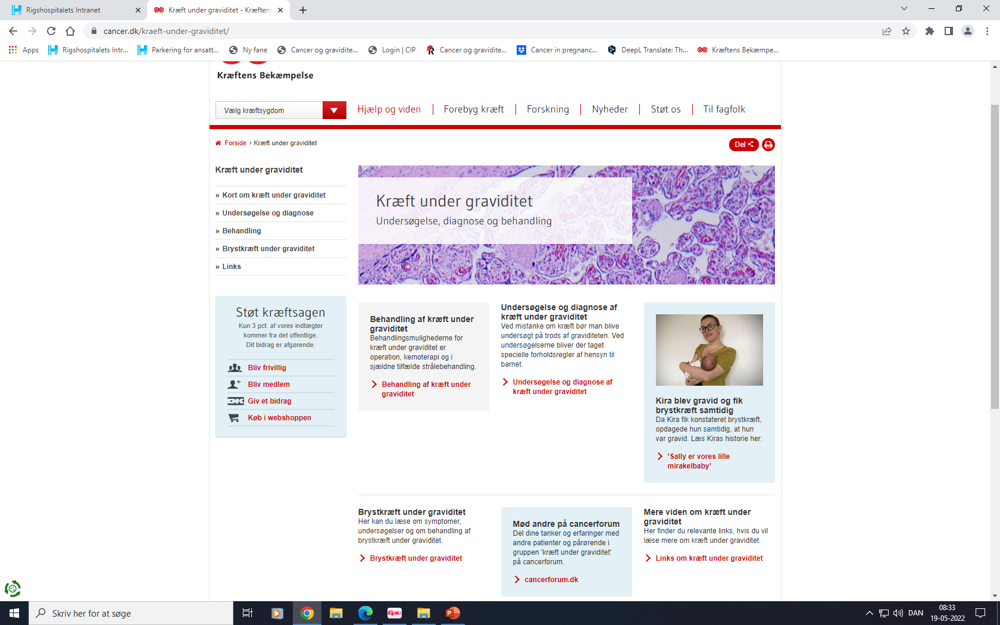 Rigshospitalets Intranet
Kræft under graviditet - Kræftens
cancer.dk/kraeft-under-graviditet/
Apps
Rigshospitalets Intr...
Parkering for ansatt...
Ny fane
Cancer og gravidite...
Login | CIP
Cancer og gravidite...
Cancer in pregnanc...
DeepL Translate: Th...
Kræftens Bekæmpe...
Kræftens Bekæmpelse
Vælg kræftsygdom
Hjælp og viden
Forebyg kræft
Forskning
Nyheder
Støt os
Til fagfolk
Forside › Kræft under graviditet
Del
Kræft under graviditet
» Kort om kræft under graviditet
» Undersøgelse og diagnose
» Behandling
» Brystkræft under graviditet
» Links
Kræft under graviditet
Undersøgelse, diagnose og behandling
Støt kræftsagen
Kun 3 pct. af vores indtægter
kommer fra det offentlige.
Dit bidrag er afgørende.
Bliv frivillig
Bliv medlem
DK
Giv et bidrag
Køb i webshoppen
Behandling af kræft under
graviditet
Behandlingsmulighederne for
kræft under graviditet er
operation, kemoterapi og i
sjældne tilfælde strålebehandling.
Behandling af kræft under
graviditet
Undersøgelse og diagnose af
kræft under graviditet
Ved mistanke om kræft bør man blive
undersøgt på trods af graviditeten. Ved
undersøgelserne bliver der taget
specielle forholdsregler af hensyn til
barnet.
Undersøgelse og diagnose af
kræft under graviditet
Kira blev gravid og fik
brystkræft samtidig
Da Kira fik konstateret brystkræft,
opdagede hun samtidig, at hun
var gravid. Læs Kiras historie her:
’Sally er vores lille
mirakelbaby’
Brystkræft under graviditet
Her kan du læse om symptomer,
undersøgelser og om behandling af
brystkræft under graviditet.
Brystkræft under graviditet
Mød andre på cancerforum
Del dine tanker og erfaringer med
andre patienter og pårørende i
gruppen 'kræft under graviditet'
på cancerforum.
cancerforum.dk
Mere viden om kræft under
graviditet
Her finder du relevante links, hvis du vil
læse mere om kræft under graviditet.
Links om kræft under graviditet
Skriv her for at søge
Epic
P
DAN
08:33
19-05-2022